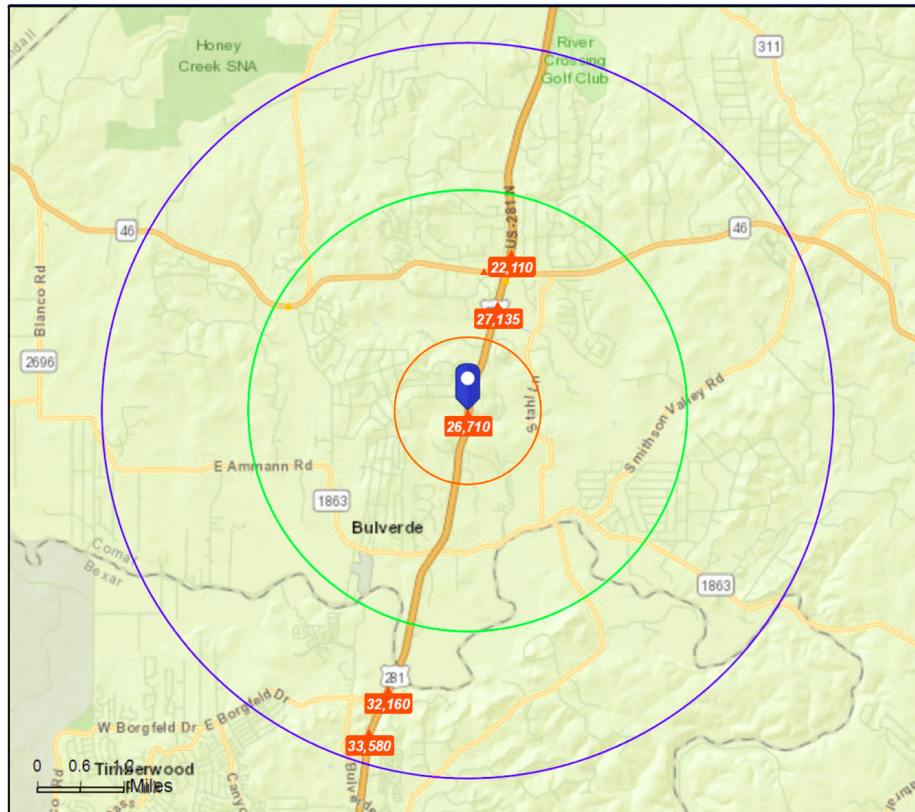 Honey
Creek SNA
River
Crossing
Golf Club
311
46
US-281 N
46
22,110
Blanco Rd
27,135
2696
26,710
Smithson Valley Rd
E Ammann Rd
1863
Bulverde
Comal
Bexar
1863
281
32,160
W Borgfeld Dr
E Borgfeld Dr
33,580
0 0.6 1.2
Timberwood
Miles
Bulverde